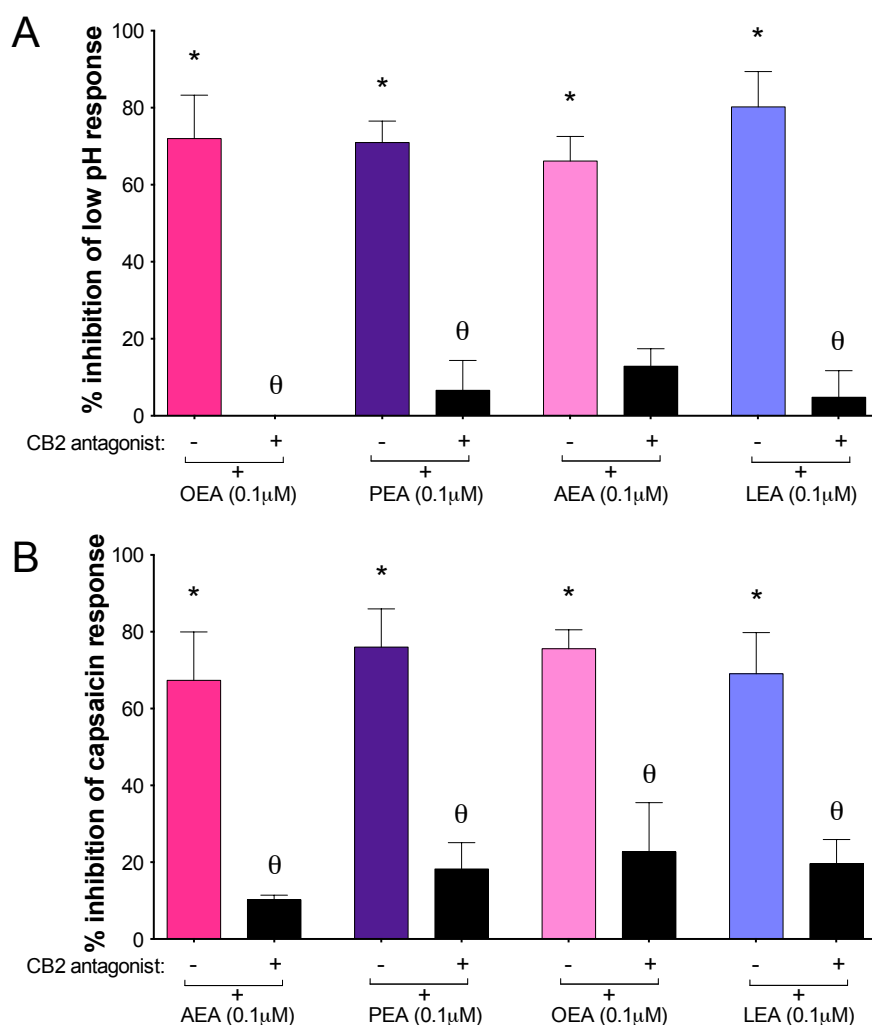 A
% inhibition of low pH response
100
80
60
40
20
0
* * * *
θ θ θ
CB2 antagonist: - + - + - + - +
+ + + +
OEA (0.1μM) PEA (0.1μM) AEA (0.1μM) LEA (0.1μM)
B
% inhibition of capsaicin response
100
80
60
40
20
0
* * * *
θ θ θ θ
CB2 antagonist: - + - + - + - +
+ + + +
AEA (0.1μM) PEA (0.1μM) OEA (0.1μM) LEA (0.1μM)